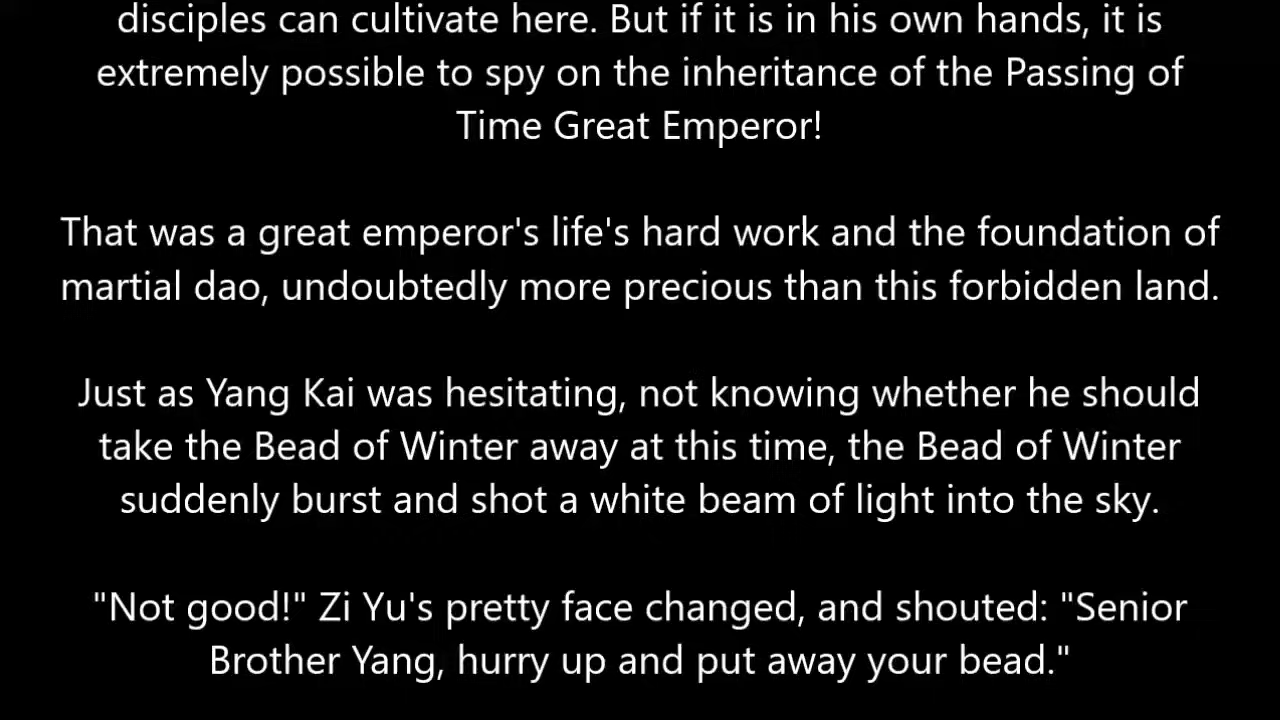 disciples can cultivate here. But if it is in his own hands, it is
extremely possible to spy on the inheritance of the Passing of
Time Great Emperor!
That was a great emperor's life's hard work and the foundation of
martial dao, undoubtedly more precious than this forbidden land.
Just as Yang Kai was hesitating, not knowing whether he should
take the Bead of Winter away at this time, the Bead of Winter
suddenly burst and shot a white beam of light into the sky.
"Not good!" Zi Yu's pretty face changed, and shouted: "Senior
Brother Yang, hurry up and put away your bead."